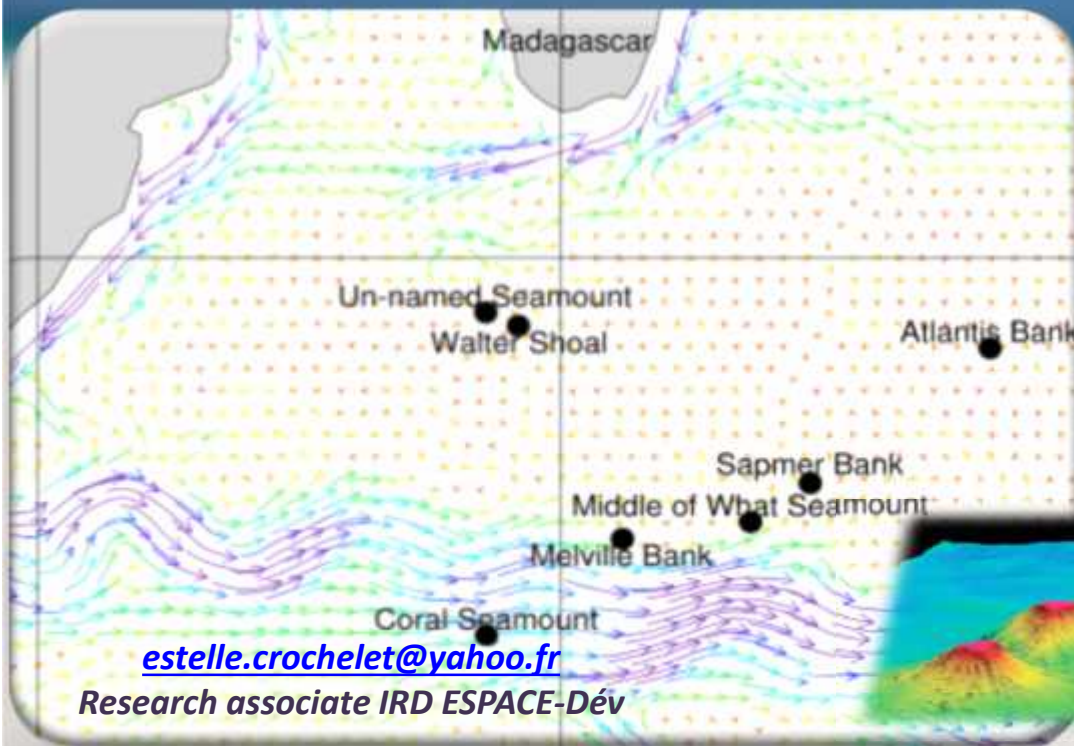 Madagascar
Un-named Seamount
Walter Shoal
Atlantis Bank
Sapmer Bank
Middle of What Seamount
Melville Bank
Coral Seamount
estelle.crochelet@yahoo.fr
Research associate IRD ESPACE-Dév